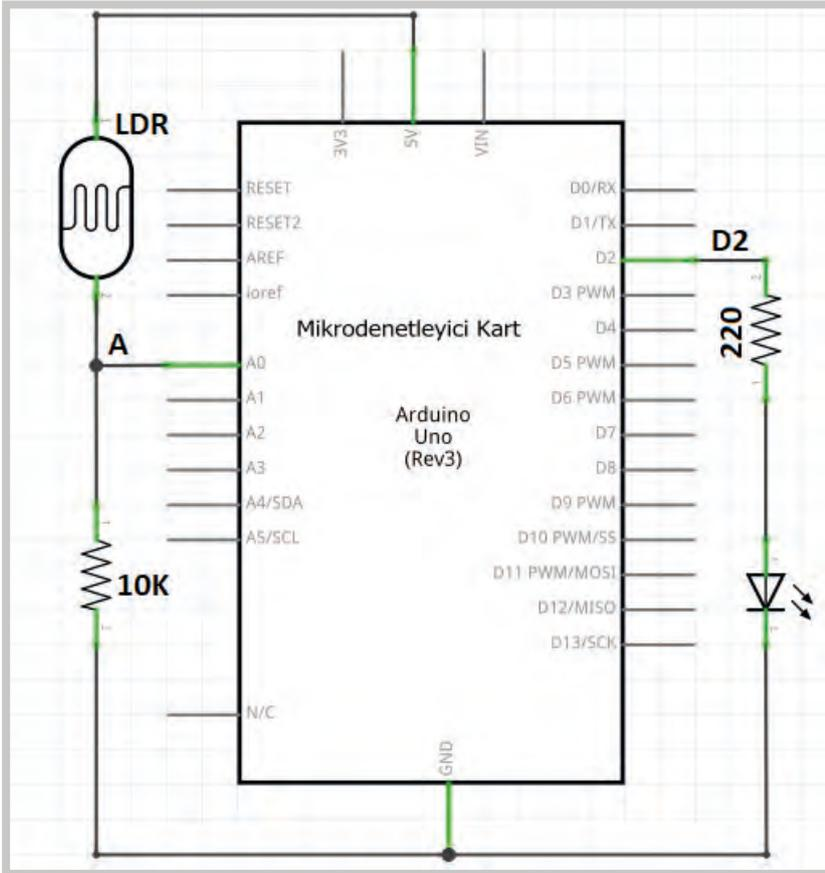 LDR
3V3
5V
VIN
RESET
RESET2
AREF
ioref
A
A0
A1
A2
A3
A4/SDA
A5/SCL
10K
N/C
Mikrodenetleyici Kart
Arduino
Uno
(Rev3)
D0/RX
D1/TX
D2
D3 PWM
D4
D5 PWM
D6 PWM
D7
D8
D9 PWM
D10 PWM/SS
D11 PWM/MOSI
D12/MISO
D13/SCK
D2
220
GND